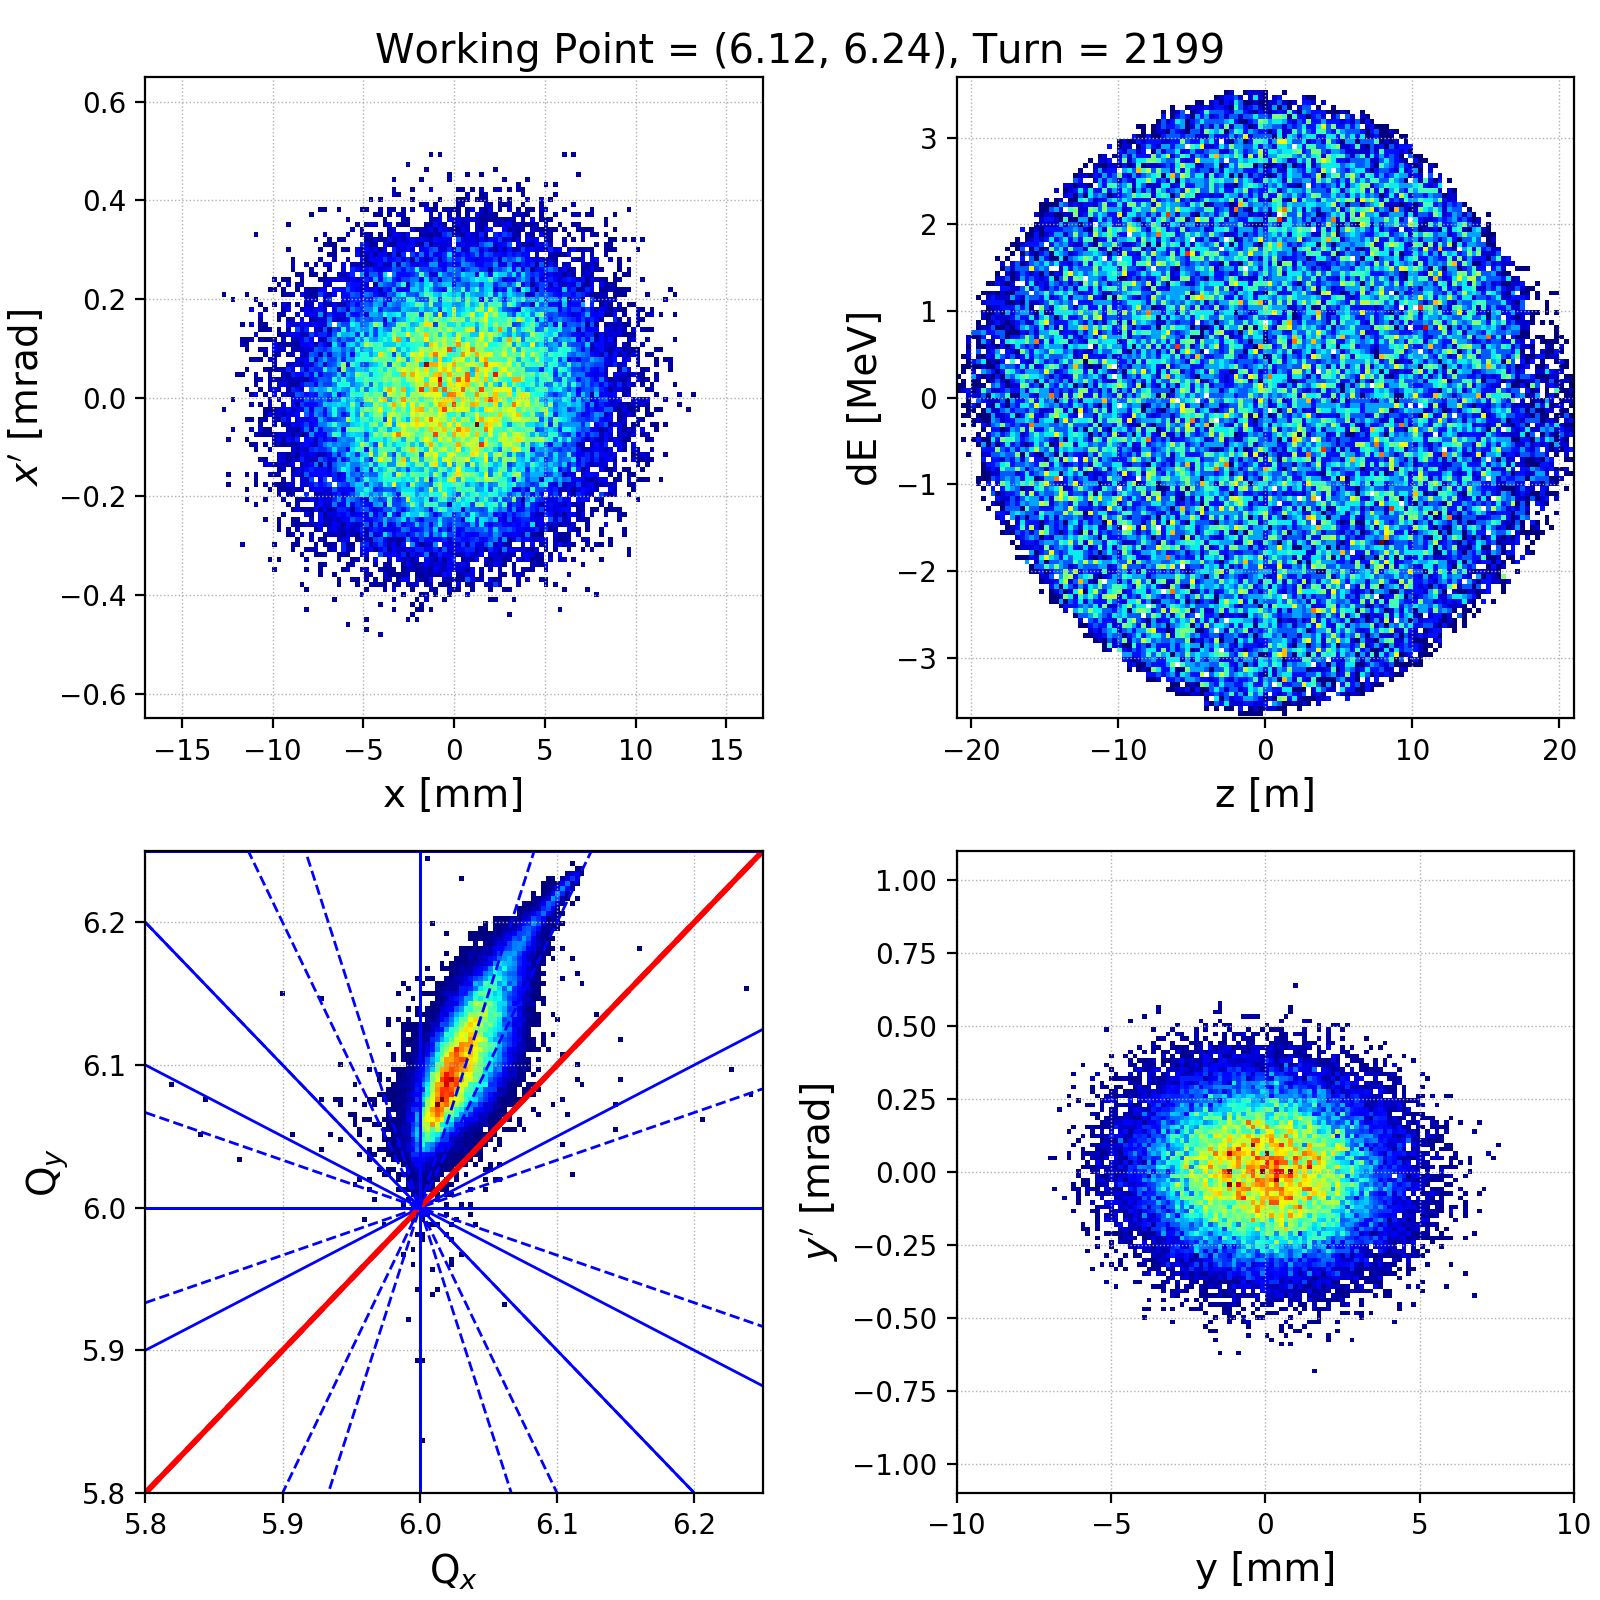 Working Point = (6.12, 6.24), Turn = 2199
0.6
0.4
0.2
0.0
−0.2
−0.4
−0.6
x′ [mrad]
−15 −10 −5 0 5 10 15
x [mm]
3
2
1
0
−1
−2
−3
dE [MeV]
−20 −10 0 10 20
z [m]
6.2
6.1
6.0
5.9
5.8
Qy
5.8 5.9 6.0 6.1 6.2
Qx
1.00
0.75
0.50
0.25
0.00
−0.25
−0.50
−0.75
−1.00
y′ [mrad]
−10 −5 0 5 10
y [mm]